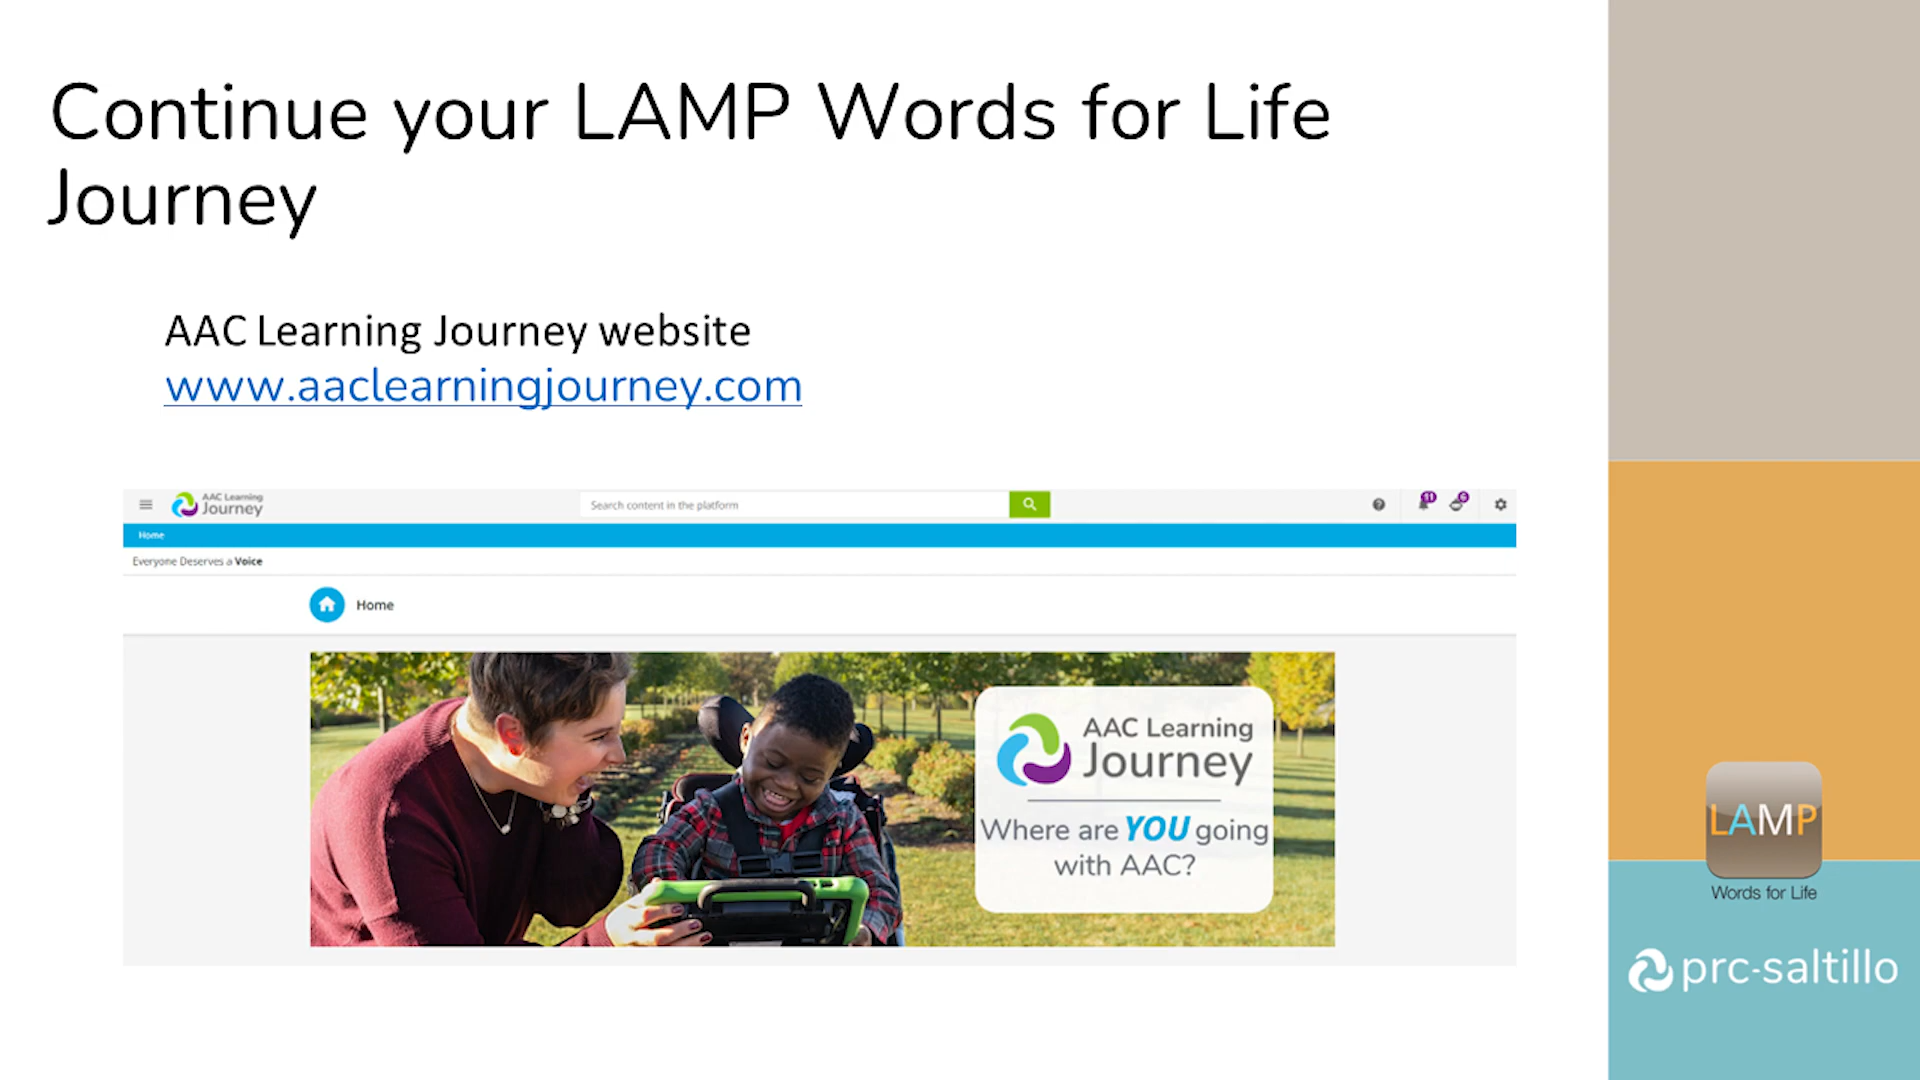 Continue your LAMP Words for Life
Journey
AAC Learning Journey website
www.aaclearningjourney.com
AAC Learning
Journey
Search content in the platform
11
6
Home
Everyone Deserves a Voice
Home
AAC Learning
Journey
Where are YOU going
with AAC?
LAMP
Words for Life
prc-saltillo